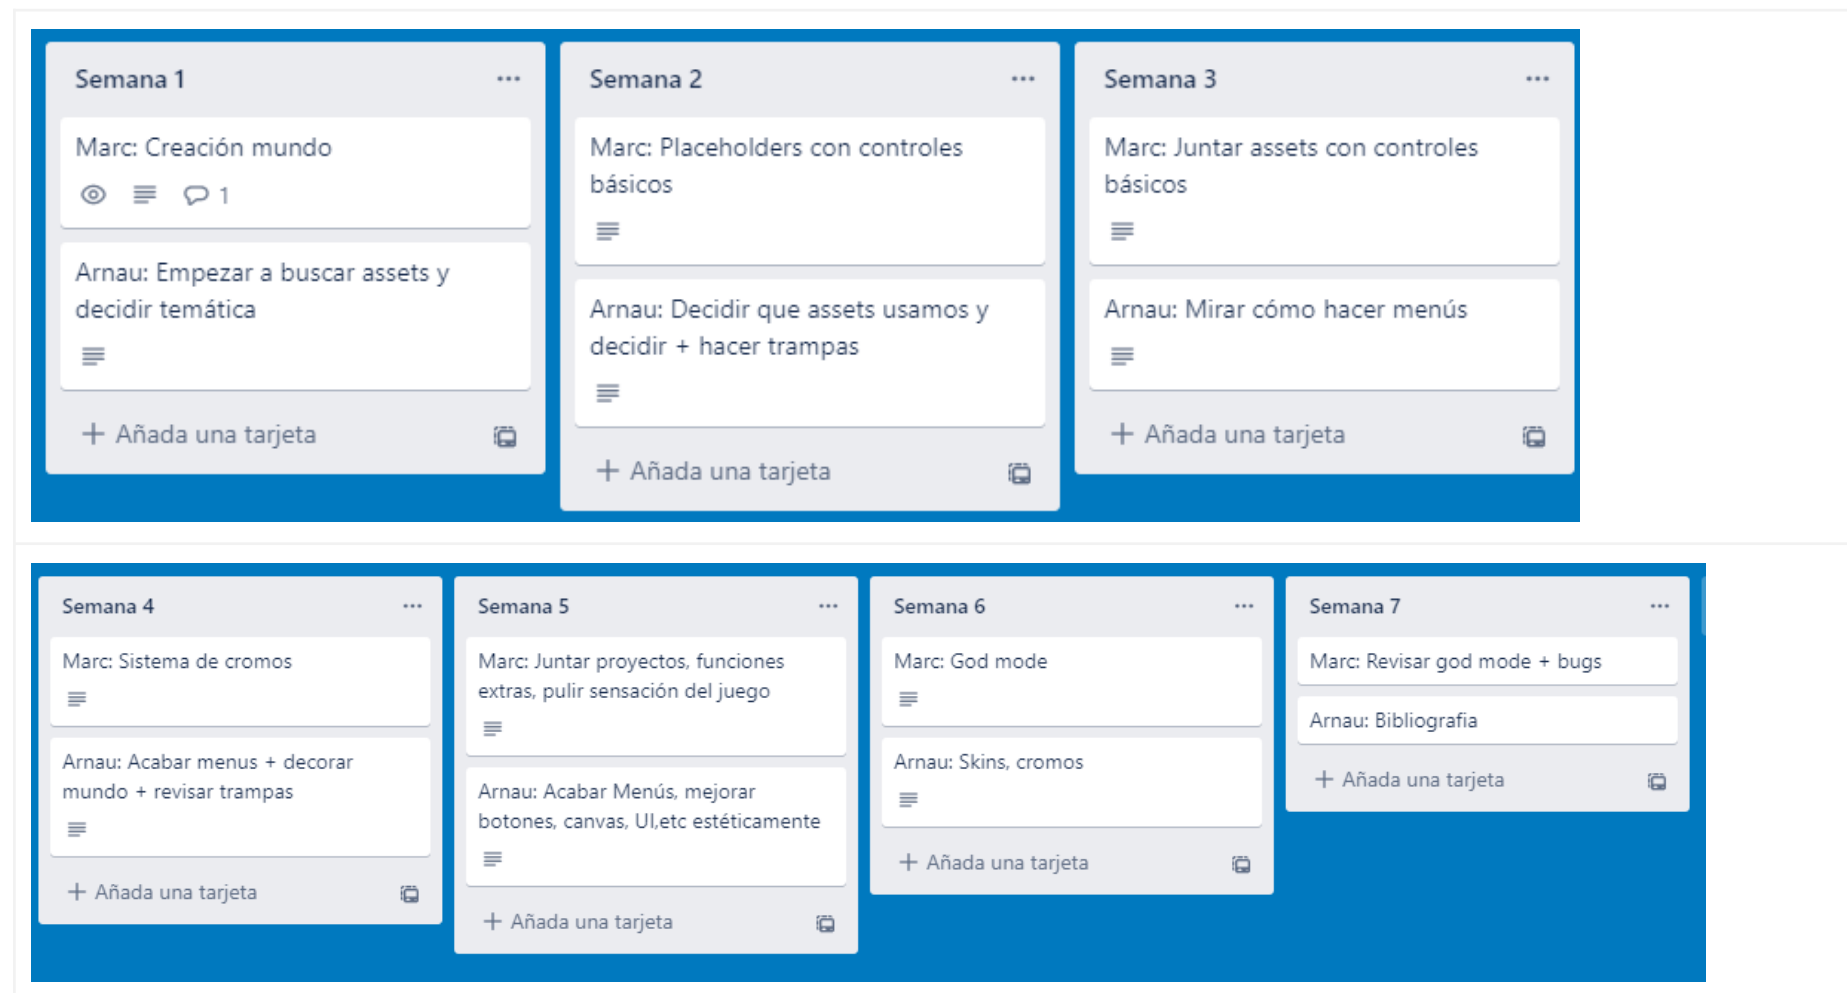 Semana 1
Marc: Creación mundo
1
Arnau: Empezar a buscar assets y
decidir temática
+ Añada una tarjeta
Semana 2
Marc: Placeholders con controles
básicos
Arnau: Decidir que assets usamos y
decidir + hacer trampas
+ Añada una tarjeta
Semana 3
Marc: Juntar assets con controles
básicos
Arnau: Mirar cómo hacer menús
+ Añada una tarjeta
Semana 4
Marc: Sistema de cromos
Arnau: Acabar menus + decorar
mundo + revisar trampas
+ Añada una tarjeta
Semana 5
Marc: Juntar proyectos, funciones
extras, pulir sensación del juego
Arnau: Acabar Menús, mejorar
botones, canvas, UI,etc estéticamente
+ Añada una tarjeta
Semana 6
Marc: God mode
Arnau: Skins, cromos
+ Añada una tarjeta
Semana 7
Marc: Revisar god mode + bugs
Arnau: Bibliografia
+ Añada una tarjeta